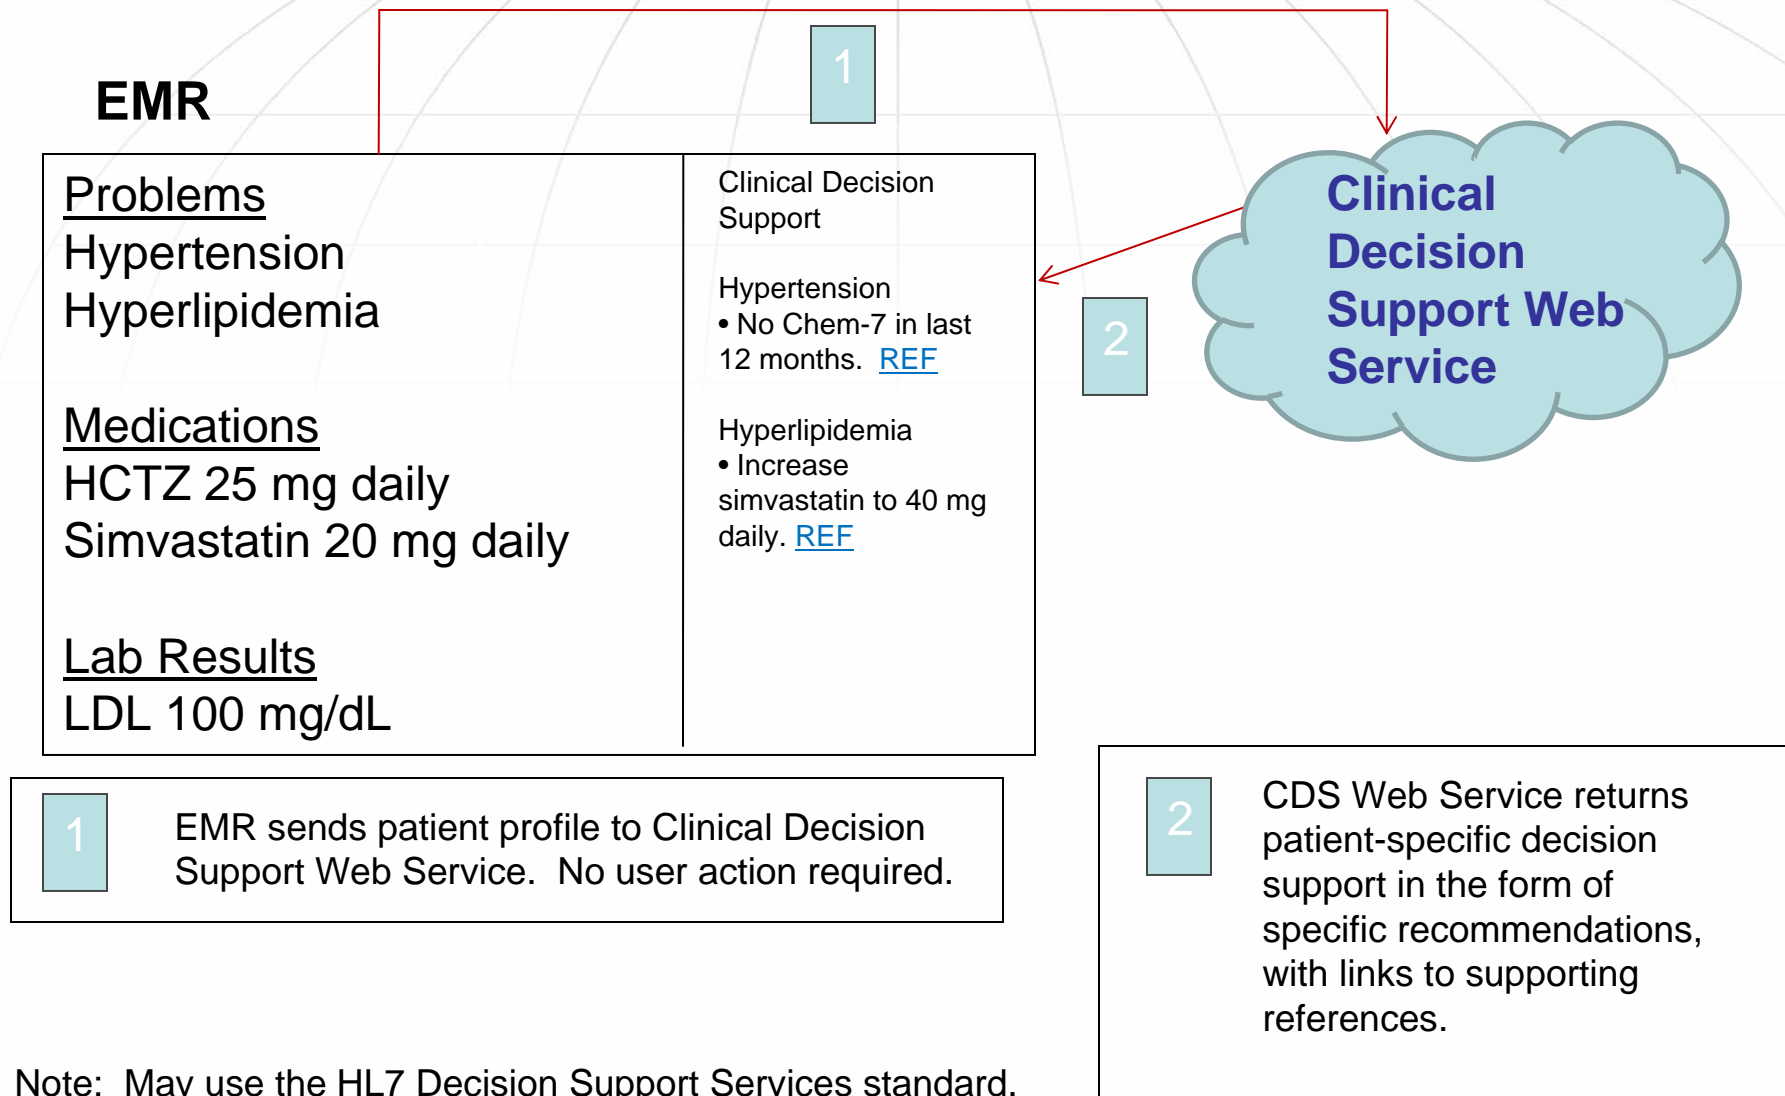 1
EMR
Problems
Hypertension
Hyperlipidemia
Medications
HCTZ 25 mg daily
Simvastatin 20 mg daily
Lab Results
LDL 100 mg/dL
Clinical Decision
Support
Hypertension
• No Chem-7 in last
12 months. REF
Hyperlipidemia
• Increase
simvastatin to 40 mg
daily. REF
2
Clinical
Decision
Support Web
Service
1
EMR sends patient profile to Clinical Decision
Support Web Service. No user action required.
2
CDS Web Service returns
patient-specific decision
support in the form of
specific recommendations,
with links to supporting
references.
Note: May use the HL7 Decision Support Services standard.